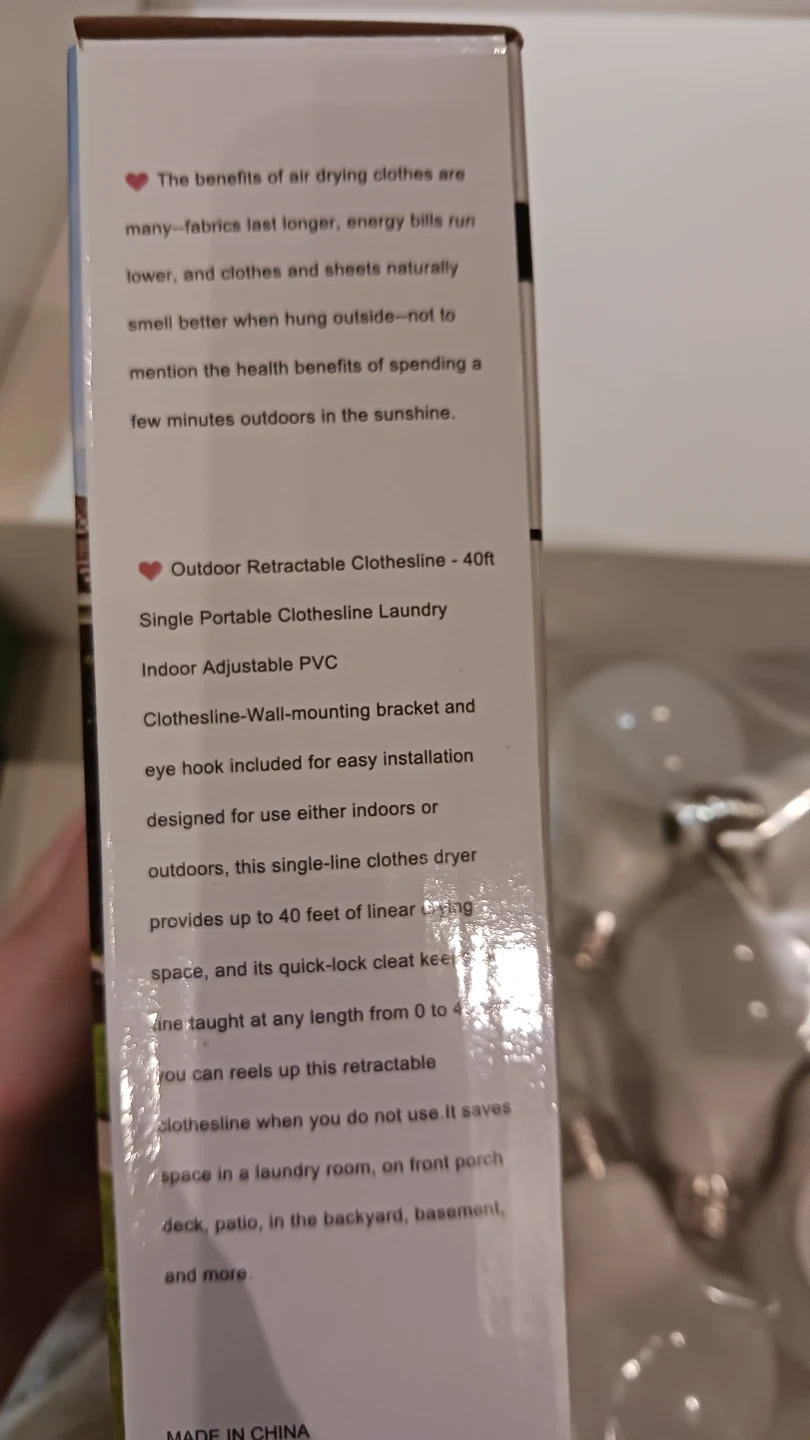 The benefits of air drying clothes are
many--fabrics last longer, energy bills run
lower, and clothes and sheets naturally
smell better when hung outside--not to
mention the health benefits of spending a
few minutes outdoors in the sunshine.
Outdoor Retractable Clothesline - 40ft
Single Portable Clothesline Laundry
Indoor Adjustable PVC
Clothesline-Wall-mounting bracket and
eye hook included for easy installation
designed for use either indoors or
outdoors, this single-line clothes dryer
provides up to 40 feet of linear drying
space, and its quick-lock cleat
line taught at any length from 0 to
you can reels up this retractable
clothesline when you do not use.It saves
space in a laundry room, on front porch
deck, patio, in the backyard, basement,
and more.
MADE IN CHINA